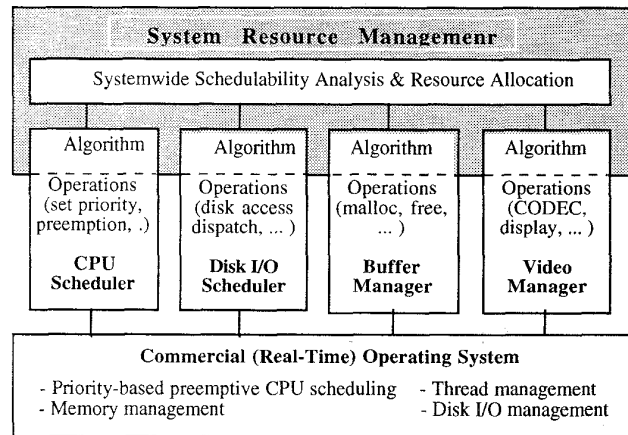 System Resource Managemenr
Systemwide Schedulability Analysis & Resource Allocation
Algorithm
Operations
(set priority,
preemption, .)
CPU
Scheduler
Algorithm
Operations
(disk access
dispatch, ... )
Disk I/O
Scheduler
Algorithm
Operations
(malloc, free,
... )
Buffer
Manager
Algorithm
Operations
(CODEC,
display, ... )
Video
Manager
Commercial (Real-Time) Operating System
- Priority-based preemptive CPU scheduling
- Memory management
- Thread management
- Disk I/O management